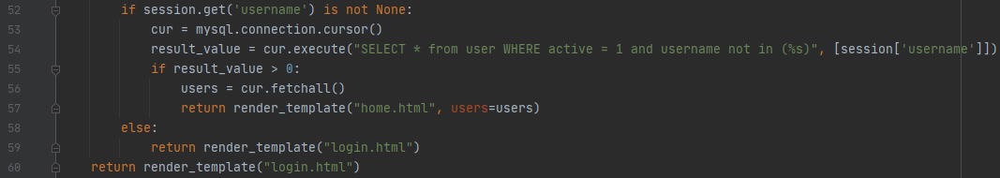 52 if session.get('username') is not None:
53 cur = mysql.connection.cursor()
54 result_value = cur.execute("SELECT * from user WHERE active = 1 and username not in (%s)", [session['username']])
55 if result_value > 0:
56 users = cur.fetchall()
57 return render_template("home.html", users=users)
58 else:
59 return render_template("login.html")
60 return render_template("login.html")